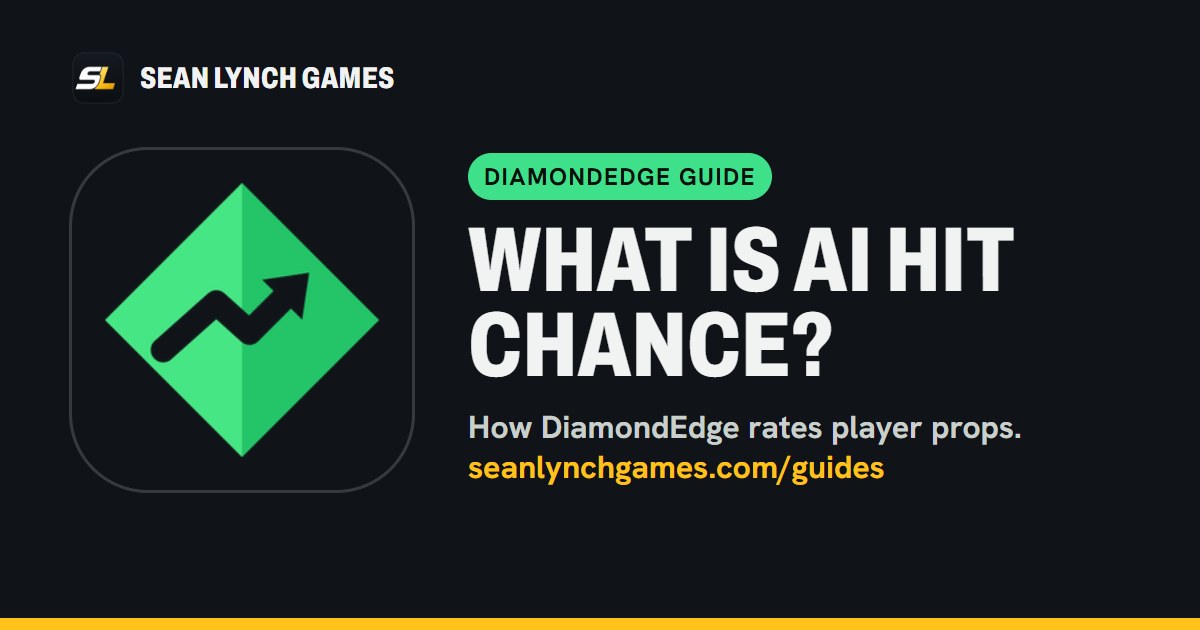 SL
SEAN LYNCH GAMES
DIAMONDEDGE GUIDE
WHAT IS AI HIT
CHANCE?
How DiamondEdge rates player props.
seanlynchgames.com/guides